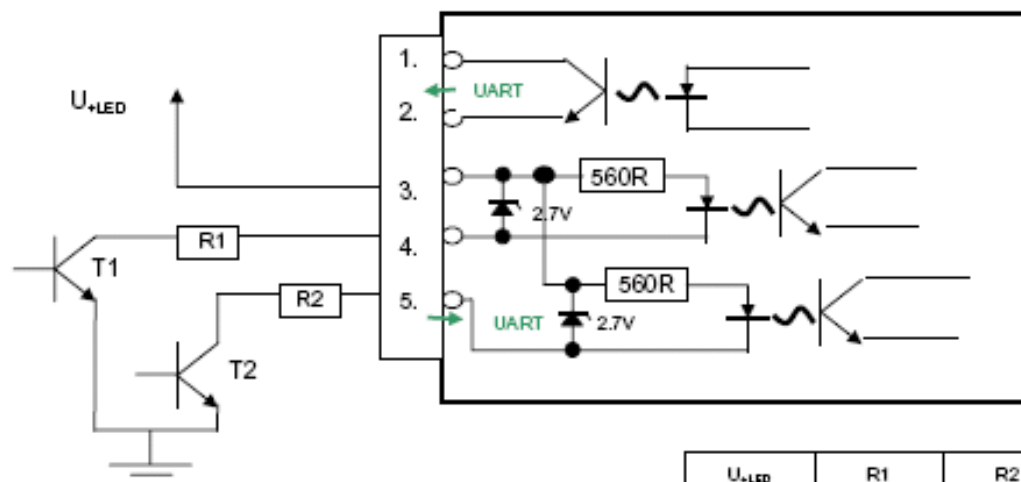 1.
UART
2.
U+LED
3.
560R
2.7V
R1
4.
T1
R2
5.
560R
UART
2.7V
T2
U+LED R1 R2